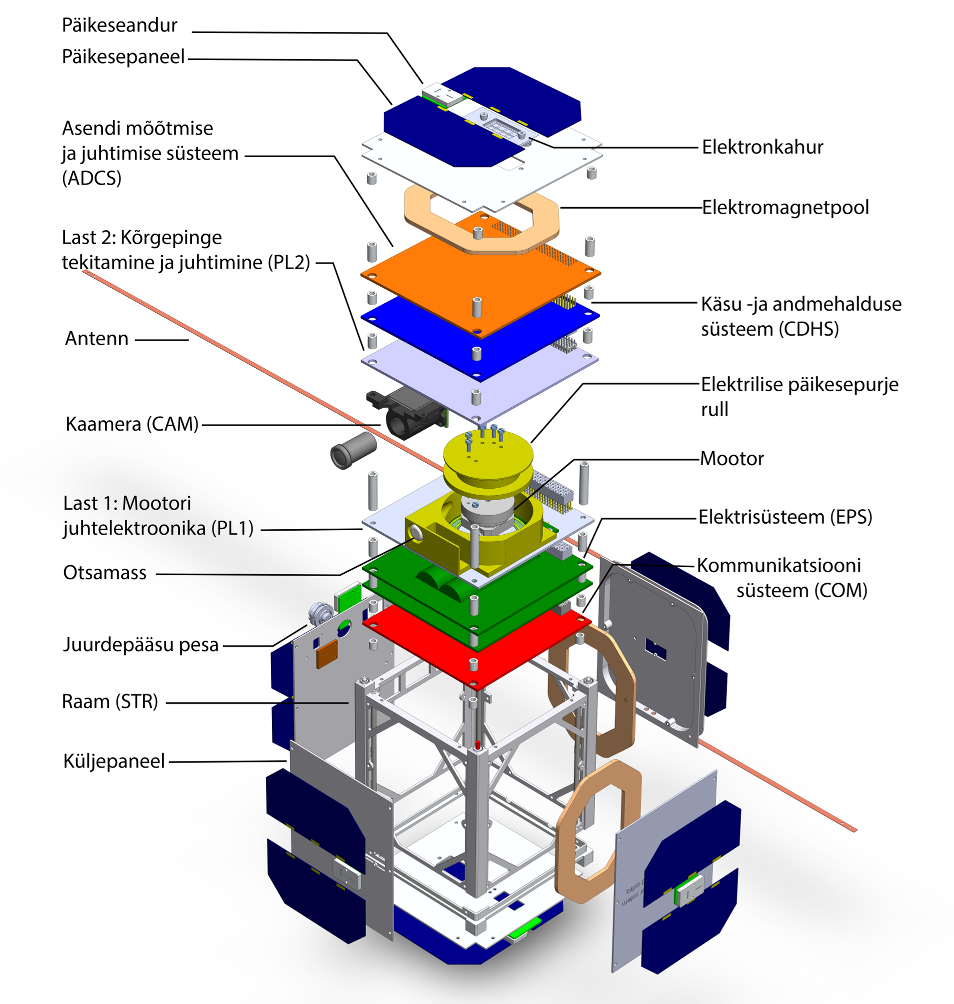 Päikeseandur
Päikesepaneel
Asendi mõõtmise
ja juhtimise süsteem
(ADCS)
Last 2: Kõrgepinge
tekitamine ja juhtimine (PL2)
Antenn
Kaamera (CAM)
Last 1: Mootori
juhtelektroonika (PL1)
Otsamass
Juurdepääsu pesa
Raam (STR)
Küljepaneel
Elektronkahur
Elektromagnetpool
Käsu -ja andmehalduse
süsteem (CDHS)
Elektrilise päikesepurje
rull
Mootor
Elektrisüsteem (EPS)
Kommunikatsiooni
süsteem (COM)